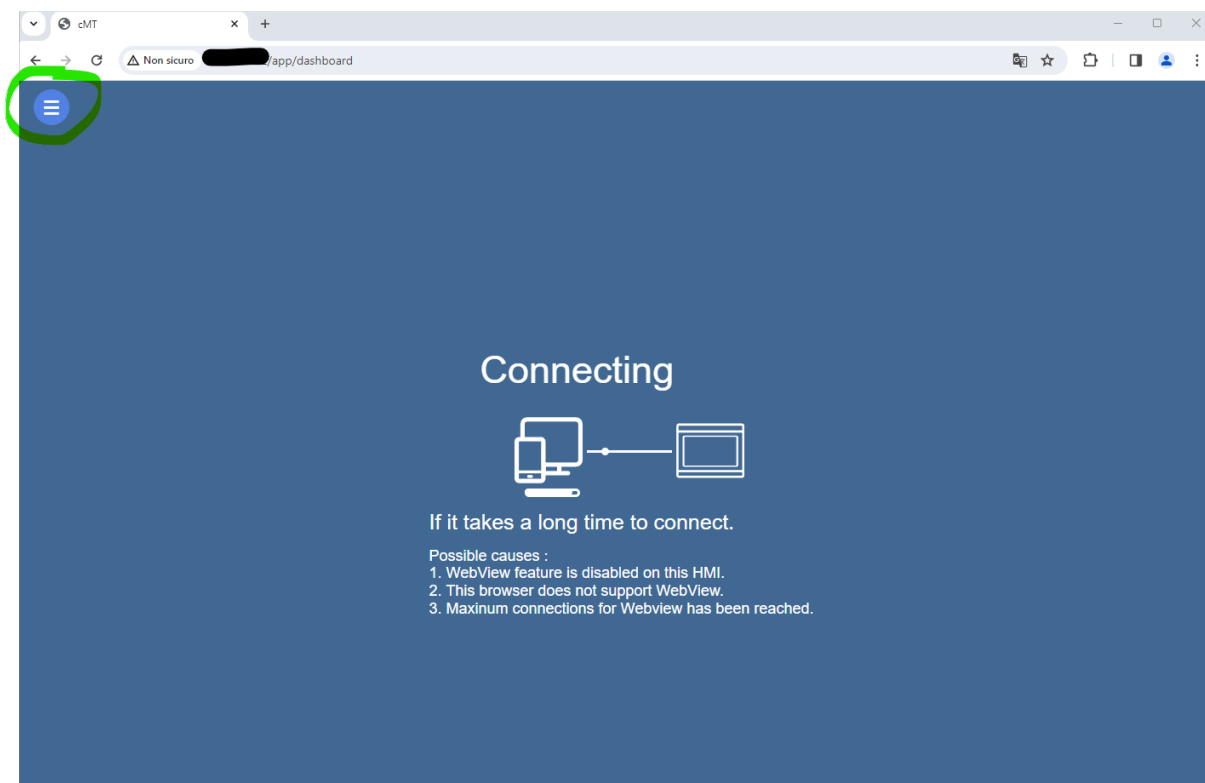 cMT
Non sicuro
/app/dashboard
Connecting
If it takes a long time to connect.
Possible causes :
1. WebView feature is disabled on this HMI.
2. This browser does not support WebView.
3. Maxinum connections for Webview has been reached.